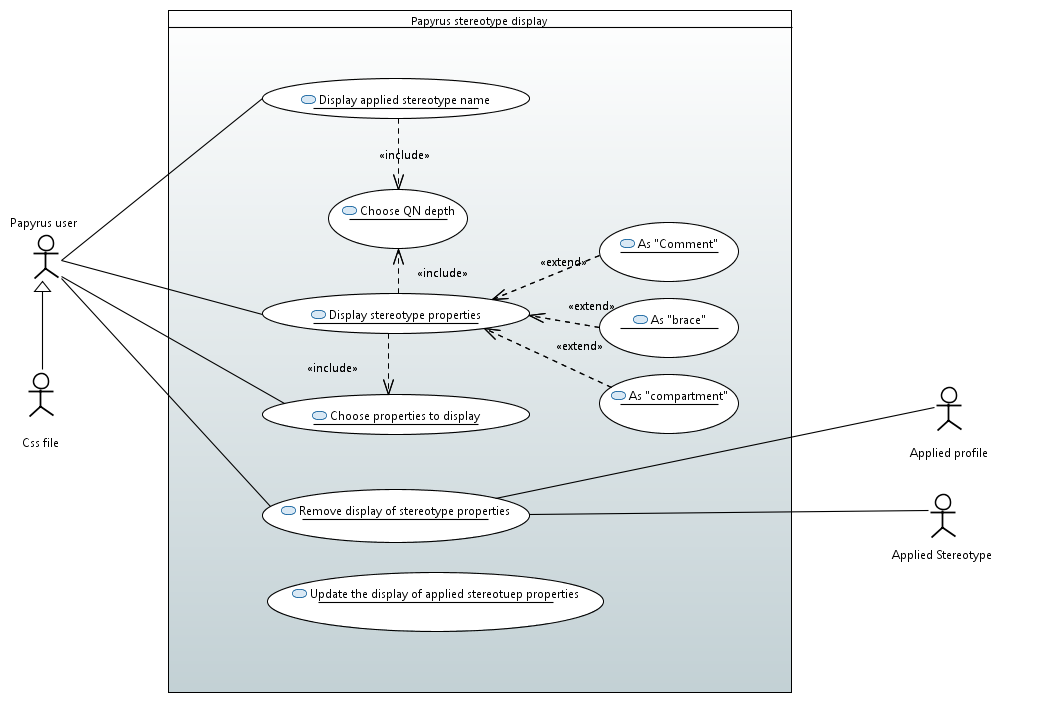 Papyrus stereotype display
Display applied stereotype name
«include»
Choose QN depth
Papyrus user
As "Comment"
«extend»
«include»
«extend»
Display stereotype properties
As "brace"
«extend»
«include»
As "compartment"
Choose properties to display
Css file
Applied profile
Remove display of stereotype properties
Applied Stereotype
Update the display of applied stereotuep properties